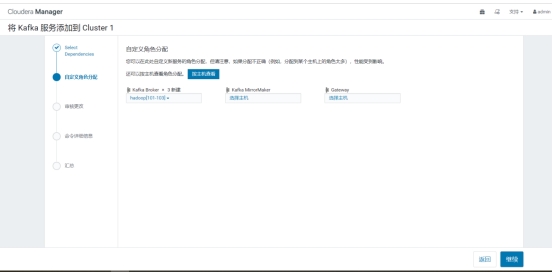 Cloudera Manager
支持
admin
将 Kafka 服务添加到 Cluster 1
Select Dependencies
自定义角色分配
审核更改
命令详细信息
汇总
自定义角色分配
您可以在此处自定义新服务的角色分配，但请注意，如果分配不正确（例如，分配到某个主机上的角色太多），性能受到影响。
还可以按主机查看角色分配。 按主机查看
Kafka Broker × 3 新建
hadoop[101-103]
Kafka MirrorMaker
选择主机
Gateway
选择主机
返回
继续